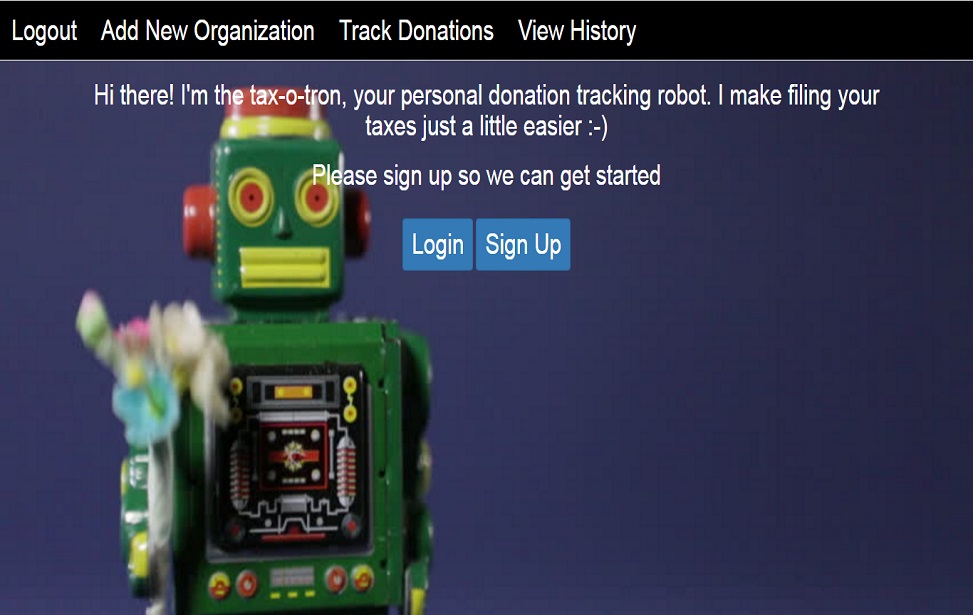 Logout Add New Organization Track Donations View History
Hi there! I'm the tax-o-tron, your personal donation tracking robot. I make filing your
taxes just a little easier :-)
Please sign up so we can get started
Login Sign Up